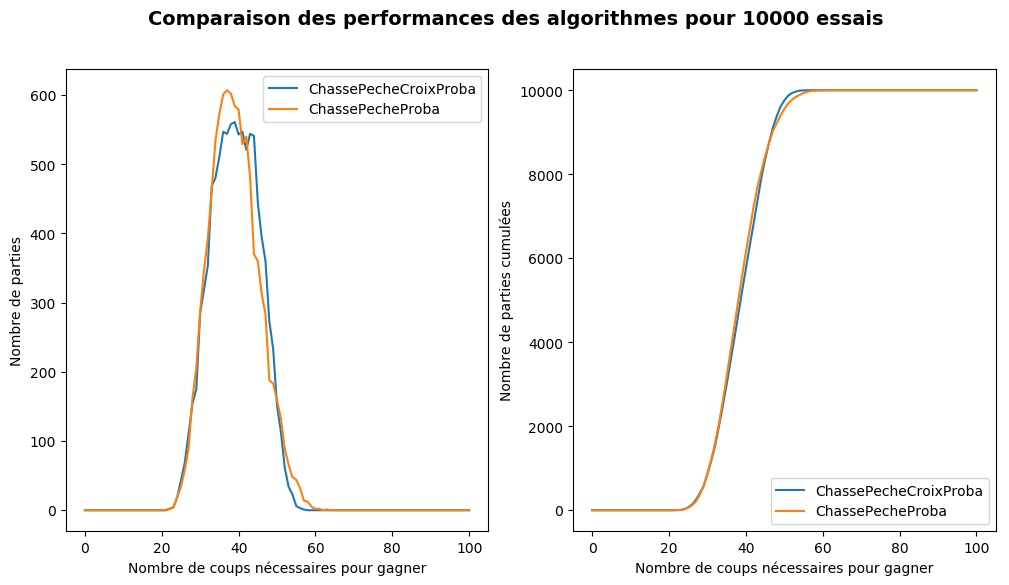 Comparaison des performances des algorithmes pour 10000 essais
Nombre de parties
600
500
400
300
200
100
0
ChassePecheCroixProba
ChassePecheProba
0 20 40 60 80 100
Nombre de coups nécessaires pour gagner
Nombre de parties cumulées
10000
8000
6000
4000
2000
0
ChassePecheCroixProba
ChassePecheProba
0 20 40 60 80 100
Nombre de coups nécessaires pour gagner